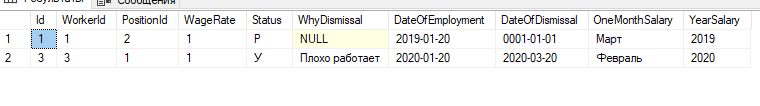 Сообщения
Id WorkerId PositionId WageRate Status WhyDismissal DateOfEmployment DateOfDismissal OneMonthSalary YearSalary
1 1 1 2 1 Р NULL 2019-01-20 0001-01-01 Март 2019
2 3 3 1 1 У Плохо работает 2020-01-20 2020-03-20 Февраль 2020